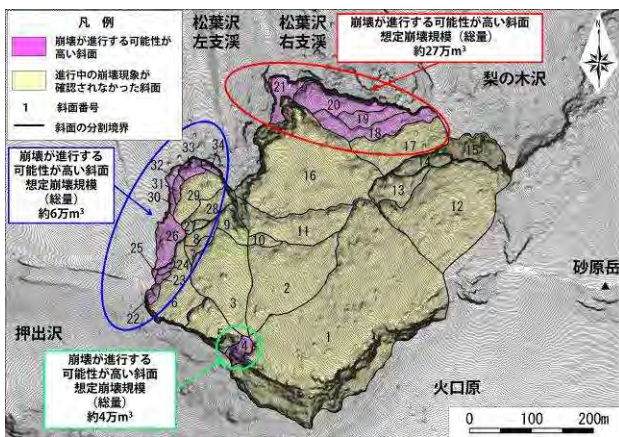 凡 例
崩壊が進行する可能性が
高い斜面
進行中の崩壊現象が
確認されなかった斜面
1 斜面番号
斜面の分割境界
松葉沢
左支渓
松葉沢
右支渓
崩壊が進行する可能性が高い斜面
想定崩壊規模(総量)
約27万m³
N
梨の木沢
崩壊が進行する
可能性が高い斜面
想定崩壊規模
(総量)
約6万m³
21
20
19
18
17
15
14
13
16
12
33
34
32
31
30
29
28
27
26
9
8
10
11
25
24
23
22
6
3
2
5
4
1
砂原岳
押出沢
火口原
崩壊が進行する
可能性が高い斜面
想定崩壊規模
(総量)
約4万m³
0 100 200m